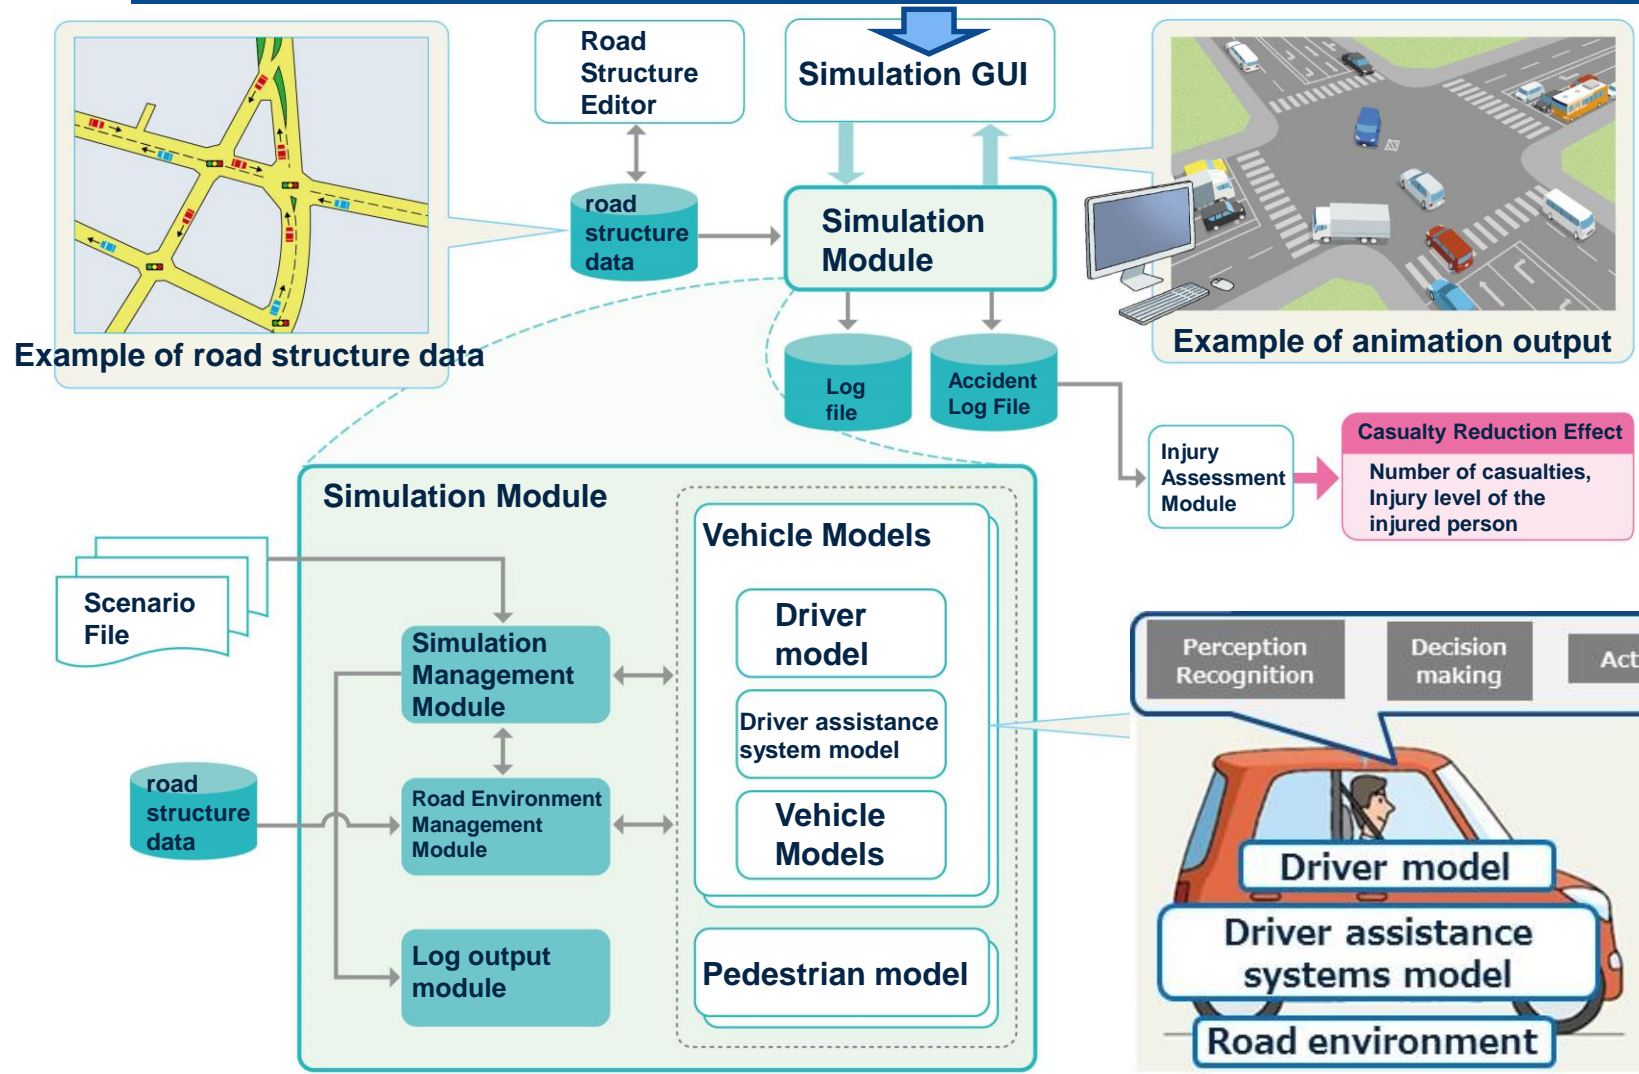 Road
Structure
Editor
Simulation GUI
road
structure
data
Simulation
Module
Example of road structure data
Example of animation output
Log
file
Accident
Log File
Injury
Assessment
Module
Casualty Reduction Effect
Number of casualties,
Injury level of the
injured person
Simulation Module
Scenario
File
Simulation
Management
Module
road
structure
data
Road Environment
Management
Module
Log output
module
Vehicle Models
Driver
model
Driver assistance
system model
Vehicle
Models
Pedestrian model
Perception
Recognition
Decision
making
Act
Driver model
Driver assistance
systems model
Road environment